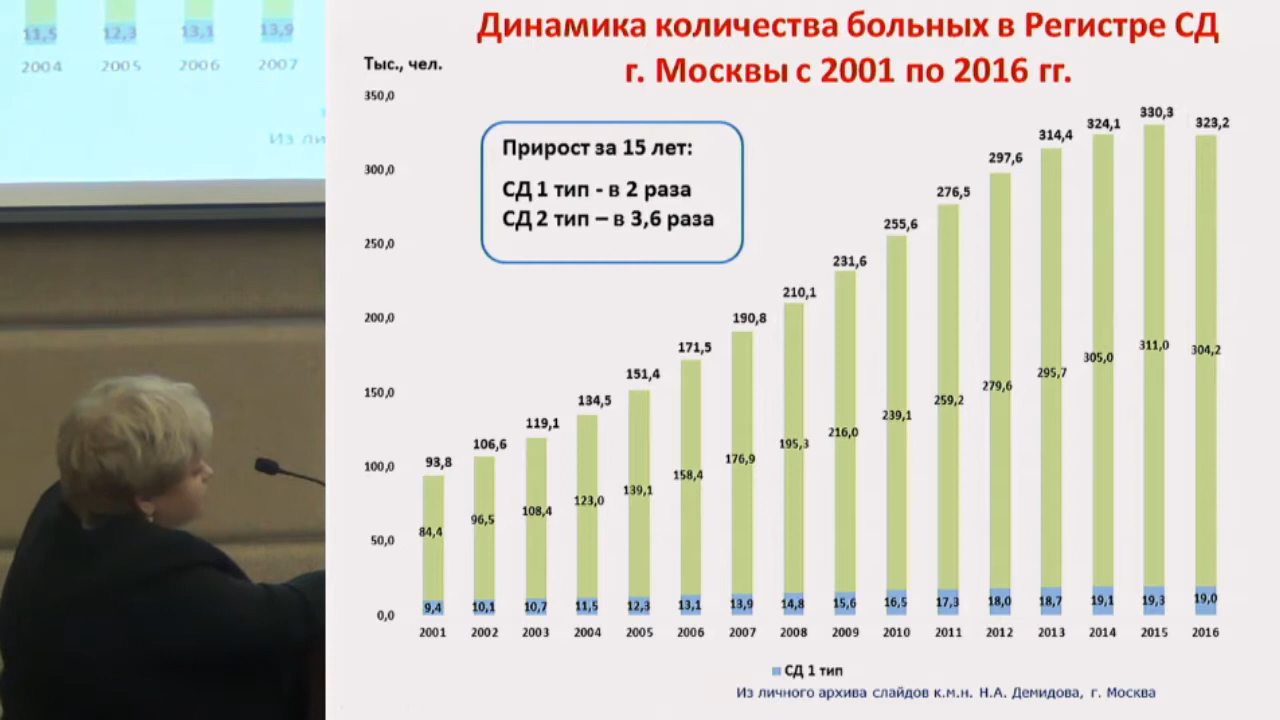 11,5 12,3 13,1 13,9
2004 2005 2006 2007
Из ли
Динамика количества больных в Регистре СД
г. Москвы с 2001 по 2016 гг.
Тыс., чел.
350,0
300,0
250,0
200,0
150,0
100,0
50,0
0,0
Прирост за 15 лет:
СД 1 тип - в 2 раза
СД 2 тип – в 3,6 раза
93,8 106,6 119,1 134,5 151,4 171,5 190,8 210,1 231,6 255,6 276,5 297,6 314,4 324,1 330,3 323,2
84,4 96,5 108,4 123,0 139,1 158,4 176,9 195,3 216,0 239,1 259,2 279,6 295,7 305,0 311,0 304,2
9,4 10,1 10,7 11,5 12,3 13,1 13,9 14,8 15,6 16,5 17,3 18,0 18,7 19,1 19,3 19,0
2001 2002 2003 2004 2005 2006 2007 2008 2009 2010 2011 2012 2013 2014 2015 2016
СД 1 тип
Из личного архива слайдов к.м.н. Н.А. Демидова, г. Москва